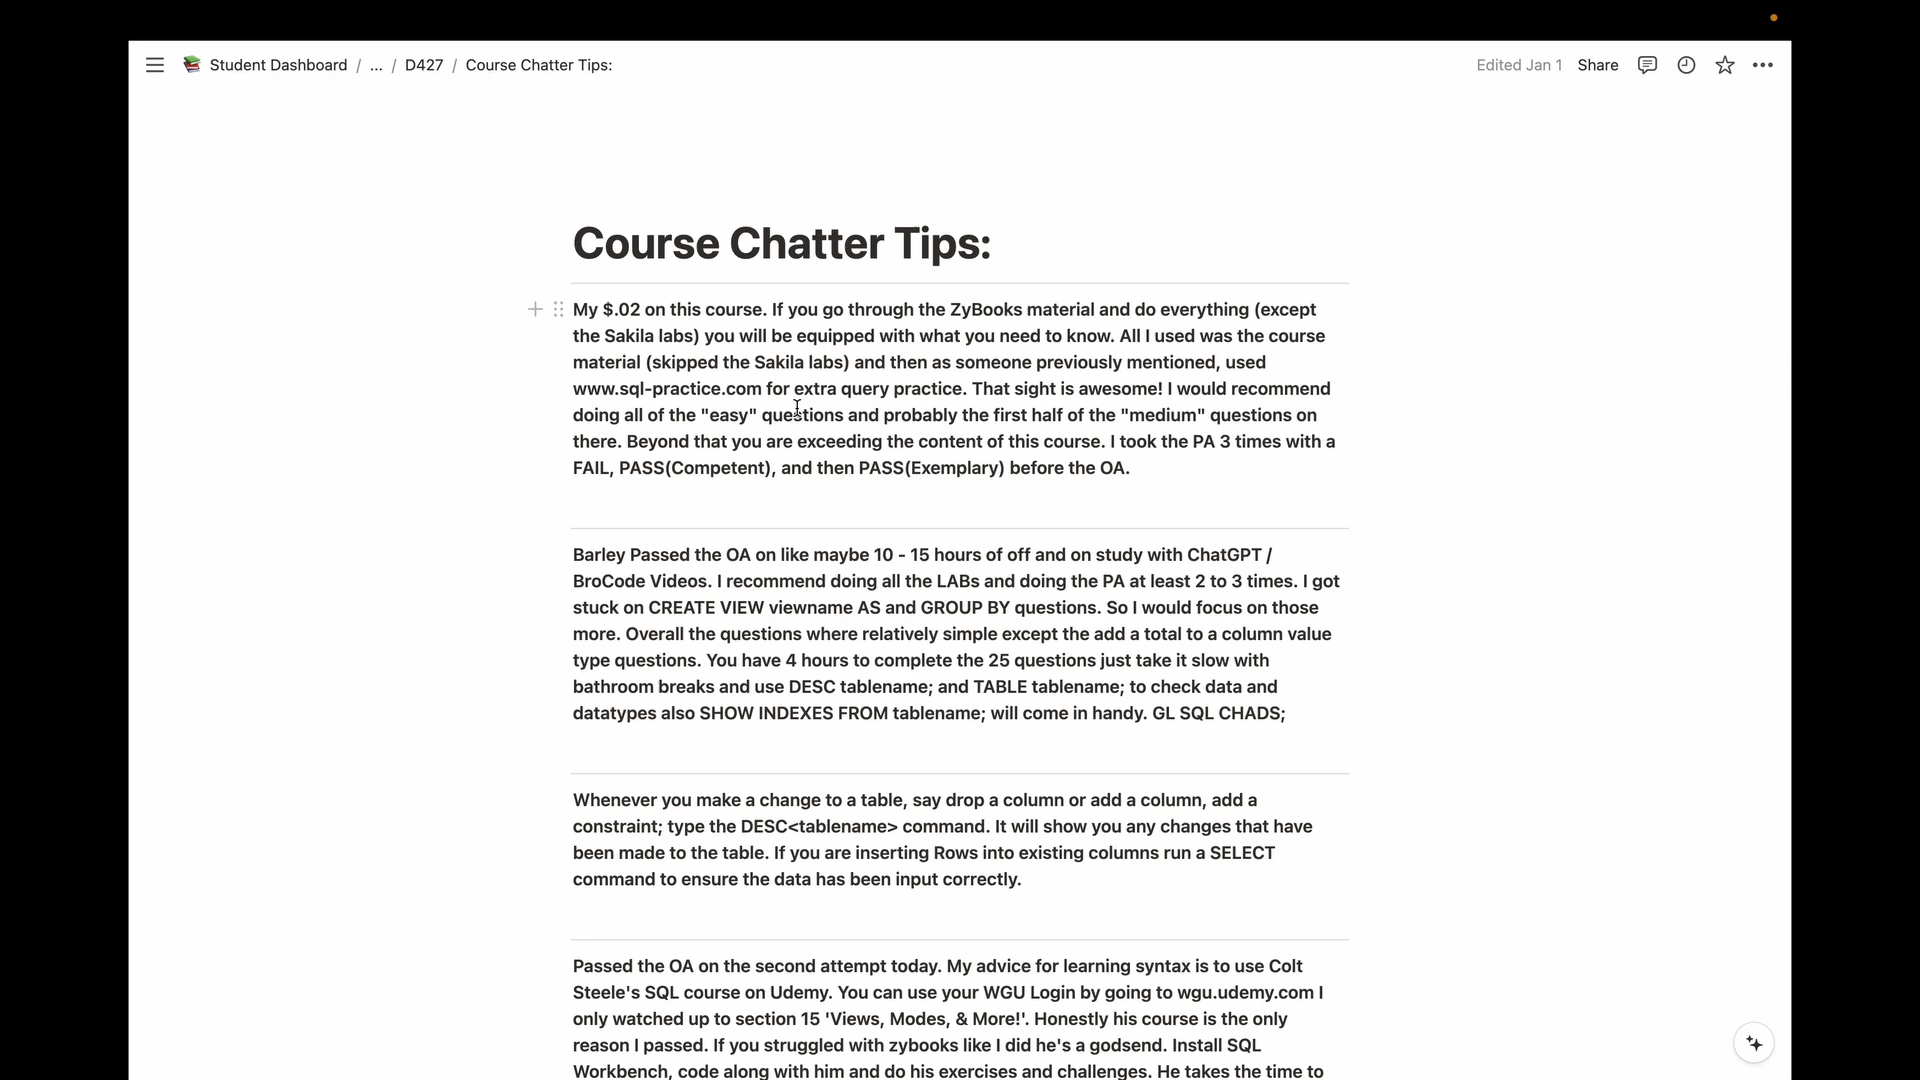 Student Dashboard / ... / D427 / Course Chatter Tips:
Edited Jan 1 Share
Course Chatter Tips:
My $.02 on this course. If you go through the ZyBooks material and do everything (except
the Sakila labs) you will be equipped with what you need to know. All I used was the course
material (skipped the Sakila labs) and then as someone previously mentioned, used
www.sql-practice.com for extra query practice. That sight is awesome! I would recommend
doing all of the "easy" questions and probably the first half of the "medium" questions on
there. Beyond that you are exceeding the content of this course. I took the PA 3 times with a
FAIL, PASS(Competent), and then PASS(Exemplary) before the OA.
Barley Passed the OA on like maybe 10 - 15 hours of off and on study with ChatGPT /
BroCode Videos. I recommend doing all the LABs and doing the PA at least 2 to 3 times. I got
stuck on CREATE VIEW viewname AS and GROUP BY questions. So I would focus on those
more. Overall the questions where relatively simple except the add a total to a column value
type questions. You have 4 hours to complete the 25 questions just take it slow with
bathroom breaks and use DESC tablename; and TABLE tablename; to check data and
datatypes also SHOW INDEXES FROM tablename; will come in handy. GL SQL CHADS;
Whenever you make a change to a table, say drop a column or add a column, add a
constraint; type the DESC<tablename> command. It will show you any changes that have
been made to the table. If you are inserting Rows into existing columns run a SELECT
command to ensure the data has been input correctly.
Passed the OA on the second attempt today. My advice for learning syntax is to use Colt
Steele's SQL course on Udemy. You can use your WGU Login by going to wgu.udemy.com I
only watched up to section 15 'Views, Modes, & More!'. Honestly his course is the only
reason I passed. If you struggled with zybooks like I did he's a godsend. Install SQL
Workbench, code along with him and do his exercises and challenges. He takes the time to